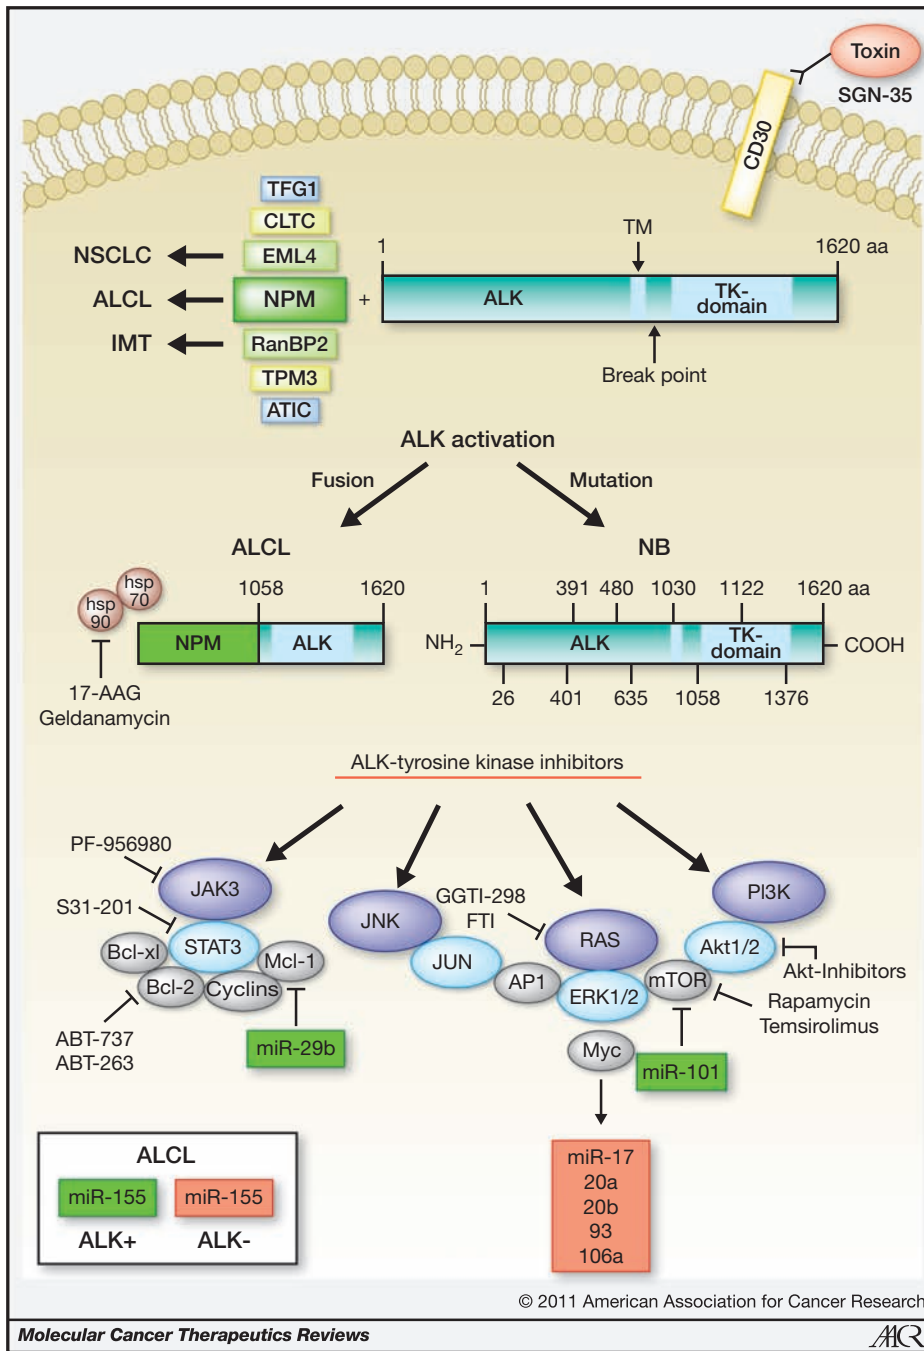 Toxin
SGN-35
CD30
TFG1
CLTC
EML4
NPM
RanBP2
TPM3
ATIC
NSCLC
ALCL
IMT
+
1
TM
1620 aa
ALK
TK-
domain
Break point
ALK activation
Fusion
Mutation
ALCL
NB
hsp
70
hsp
90
1058
1620
NPM
ALK
17-AAG
Geldanamycin
1
391
480
1030
1122
1620 aa
NH2
ALK
TK-
domain
COOH
26
401
635
1058
1376
ALK-tyrosine kinase inhibitors
PF-956980
JAK3
S31-201
STAT3
Bcl-xl
Bcl-2
Cyclins
Mcl-1
ABT-737
ABT-263
miR-29b
JNK
JUN
AP1
GGTI-298
FTI
RAS
ERK1/2
Myc
mTOR
miR-101
PI3K
Akt1/2
Akt-Inhibitors
Rapamycin
Temsirolimus
miR-17
20a
20b
93
106a
ALCL
miR-155
miR-155
ALK+
ALK-
© 2011 American Association for Cancer Research
Molecular Cancer Therapeutics Reviews
AACR